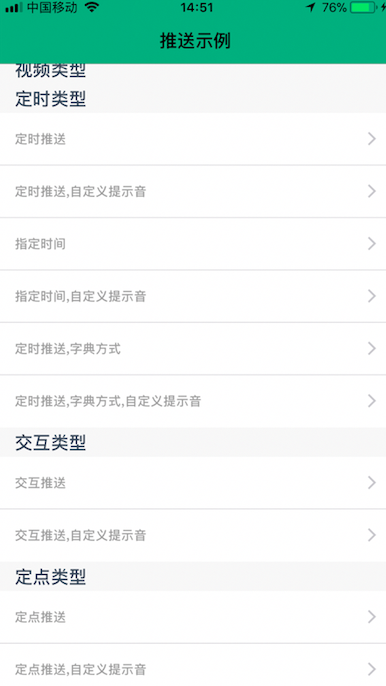 中国移动
14:51
76%
推送示例
视频类型
定时类型
定时推送
定时推送,自定义提示音
指定时间
指定时间,自定义提示音
定时推送,字典方式
定时推送,字典方式,自定义提示音
交互类型
交互推送
交互推送,自定义提示音
定点类型
定点推送
定点推送,自定义提示音